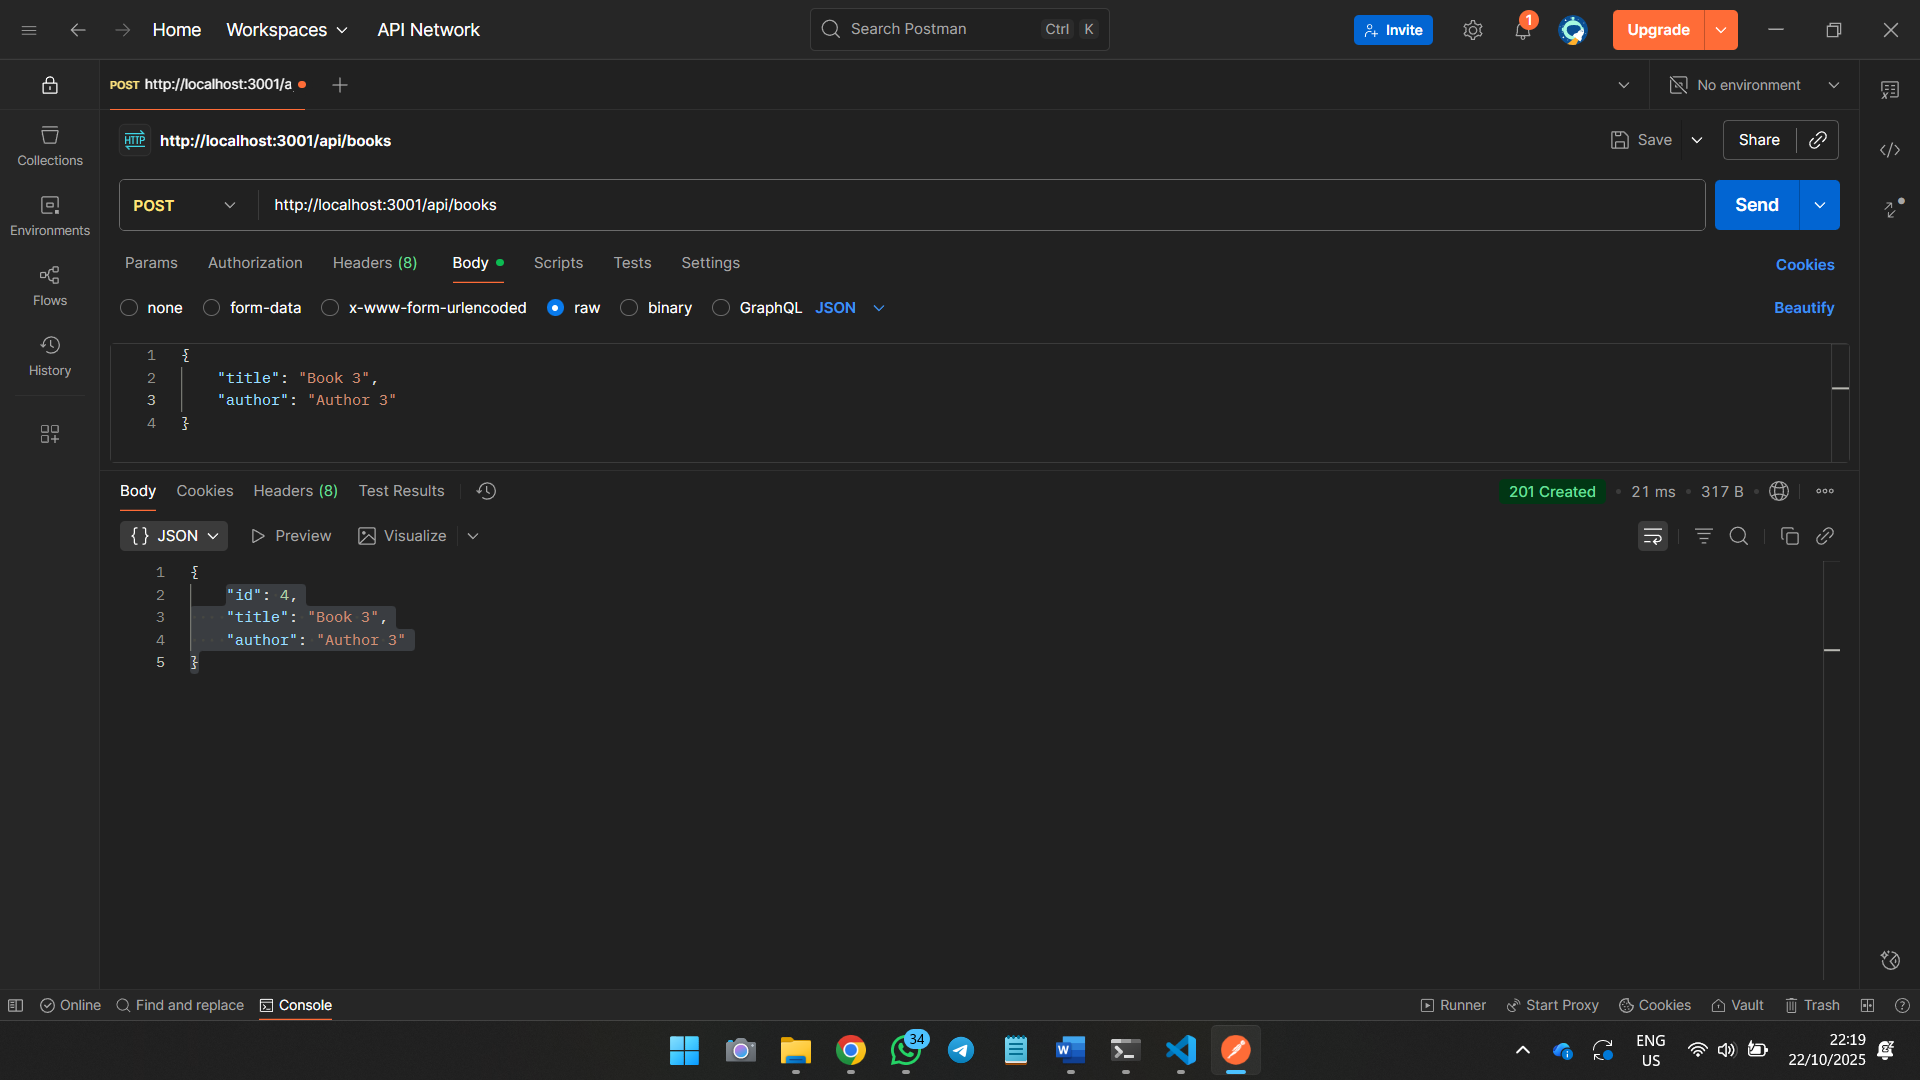 Home Workspaces API Network Search Postman Ctrl K Invite 1 Upgrade
POST http://localhost:3001/a No environment
HTTP http://localhost:3001/api/books Save Share
POST http://localhost:3001/api/books Send
Params Authorization Headers (8) Body Scripts Tests Settings Cookies
none form-data x-www-form-urlencoded raw binary GraphQL JSON Beautify
Collections
Environments
Flows
History
1 {
2 "title": "Book 3",
3 "author": "Author 3"
4 }
Body Cookies Headers (8) Test Results 201 Created 21 ms 317 B
{} JSON Preview Visualize
1 {
2 "id": 4,
3 "title": "Book 3",
4 "author": "Author 3"
5 }
Online Find and replace Console Runner Start Proxy Cookies Vault Trash
34 ENG 22:19
US 22/10/2025